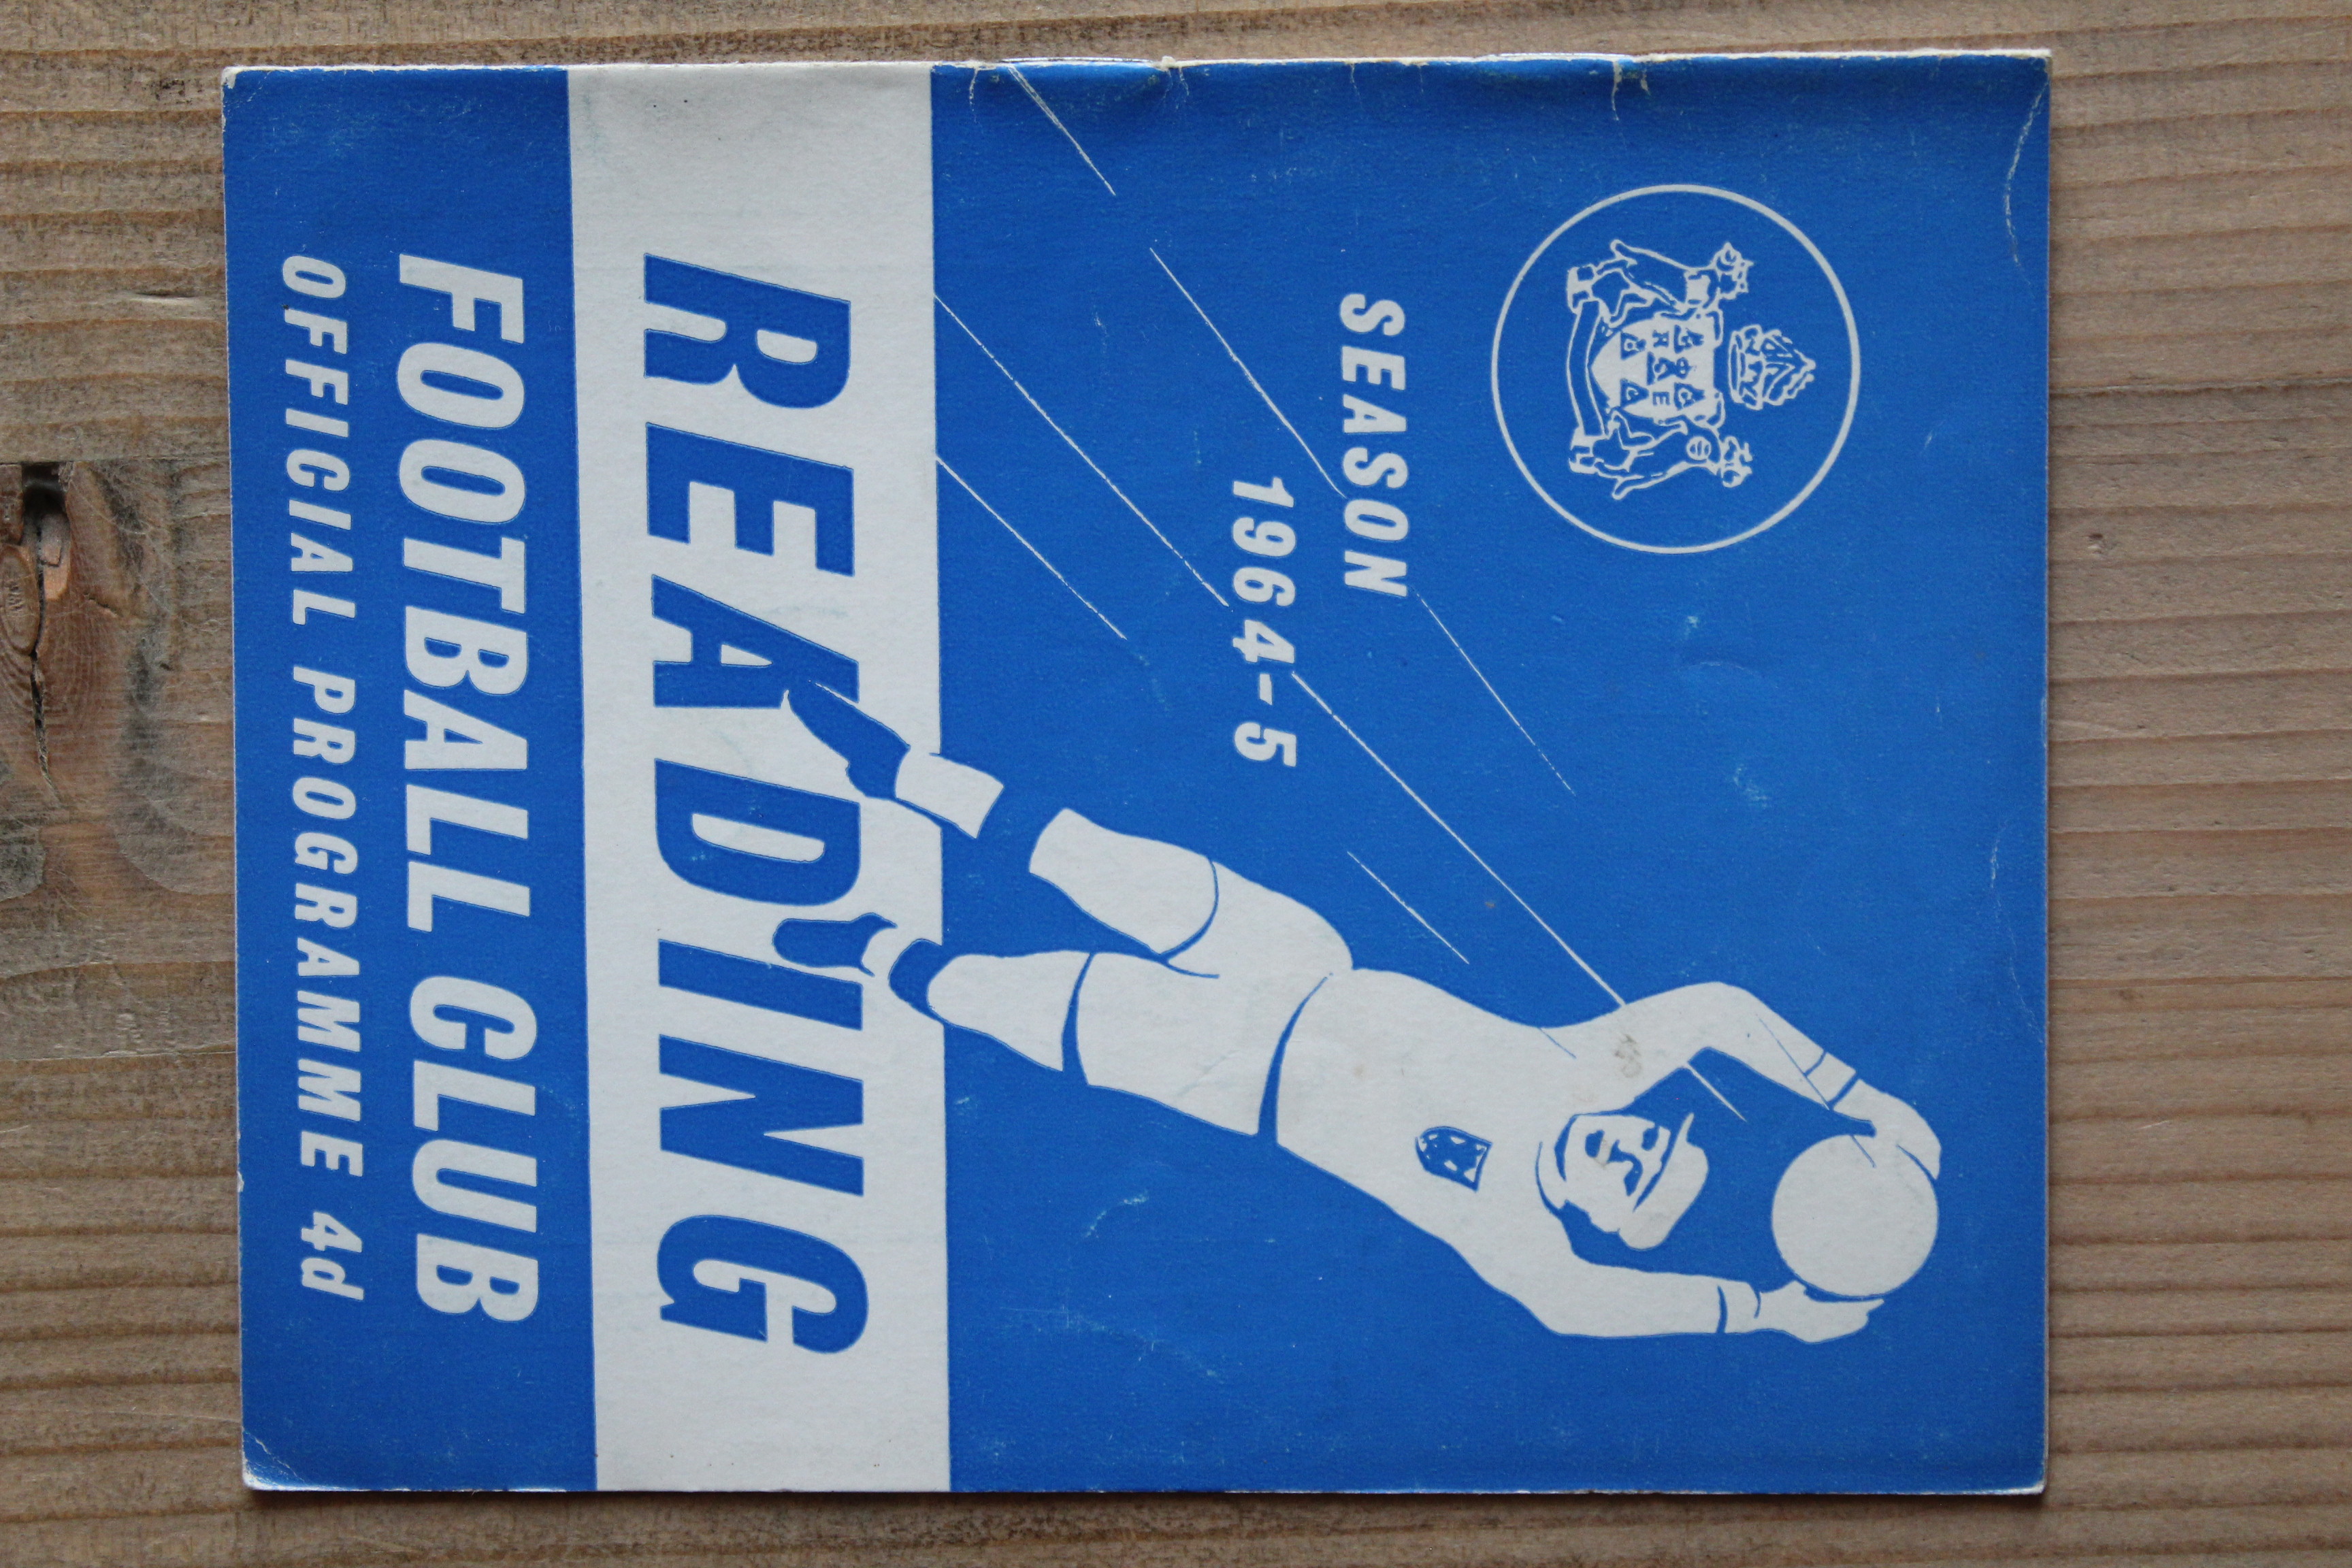 SEASON
1964-5
READING
FOOTBALL CLUB
OFFICIAL PROGRAMME 4d